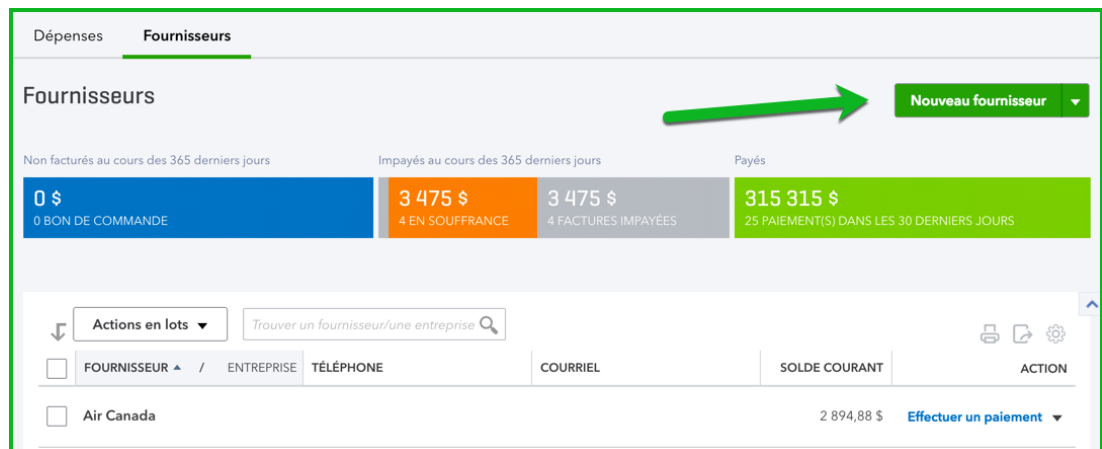 Dépenses Fournisseurs
Fournisseurs
Nouveau fournisseur
Non facturés au cours des 365 derniers jours Impayés au cours des 365 derniers jours Payés
0 $ 3 475 $ 3 475 $ 315 315 $
0 BON DE COMMANDE 4 EN SOUFFRANCE 4 FACTURES IMPAYÉES 25 PAIEMENT(S) DANS LES 30 DERNIERS JOURS
Actions en lots Trouver un fournisseur/une entreprise
FOURNISSEUR / ENTREPRISE TÉLÉPHONE COURRIEL SOLDE COURANT ACTION
Air Canada 2 894,88 $ Effectuer un paiement